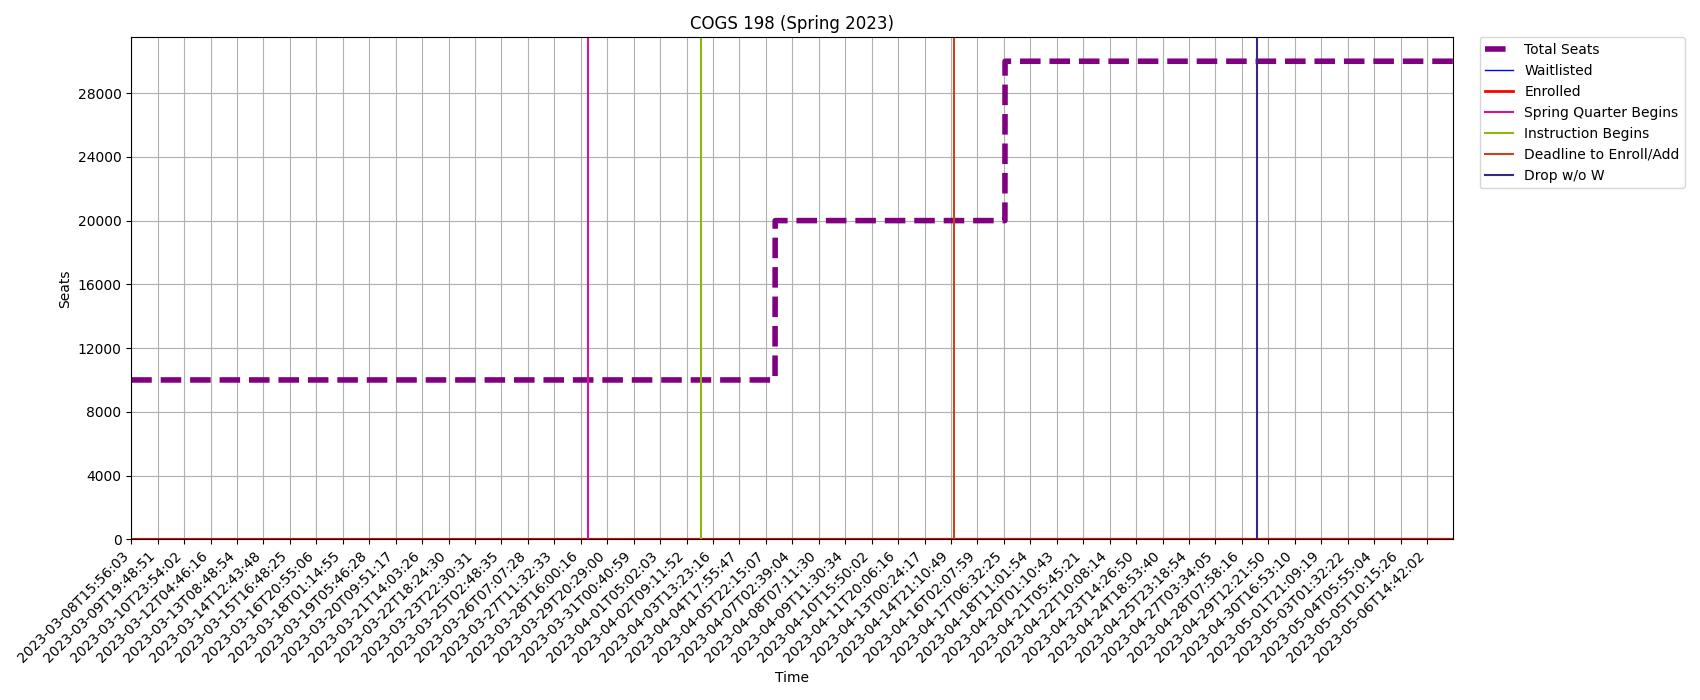 COGS 198 (Spring 2023)
Total Seats
Waitlisted
Enrolled
Spring Quarter Begins
Instruction Begins
Deadline to Enroll/Add
Drop w/o W
Seats
28000
24000
20000
16000
12000
8000
4000
0
2023-03-08T15:56:03
2023-03-09T19:48:51
2023-03-10T23:54:02
2023-03-12T04:46:16
2023-03-13T08:48:54
2023-03-14T12:43:48
2023-03-15T16:48:25
2023-03-16T20:55:06
2023-03-18T01:14:55
2023-03-19T05:46:28
2023-03-20T09:51:17
2023-03-21T14:03:26
2023-03-22T18:24:30
2023-03-23T22:30:31
2023-03-25T02:48:35
2023-03-26T07:07:28
2023-03-27T11:32:33
2023-03-28T16:00:16
2023-03-29T20:29:00
2023-03-31T00:40:59
2023-04-01T05:02:03
2023-04-02T09:11:52
2023-04-03T13:23:16
2023-04-04T17:55:47
2023-04-05T22:15:07
2023-04-07T02:39:04
2023-04-08T07:11:30
2023-04-09T11:30:34
2023-04-10T15:50:02
2023-04-11T20:06:16
2023-04-13T00:24:17
2023-04-14T21:10:49
2023-04-16T02:07:59
2023-04-17T06:32:25
2023-04-18T11:01:54
2023-04-20T01:10:43
2023-04-21T05:45:21
2023-04-22T10:08:14
2023-04-23T14:26:50
2023-04-24T18:53:40
2023-04-25T23:18:54
2023-04-27T03:34:05
2023-04-28T07:58:16
2023-04-29T12:21:50
2023-04-30T16:53:10
2023-05-01T21:09:19
2023-05-03T01:32:22
2023-05-04T05:55:04
2023-05-05T10:15:26
2023-05-06T14:42:02
Time